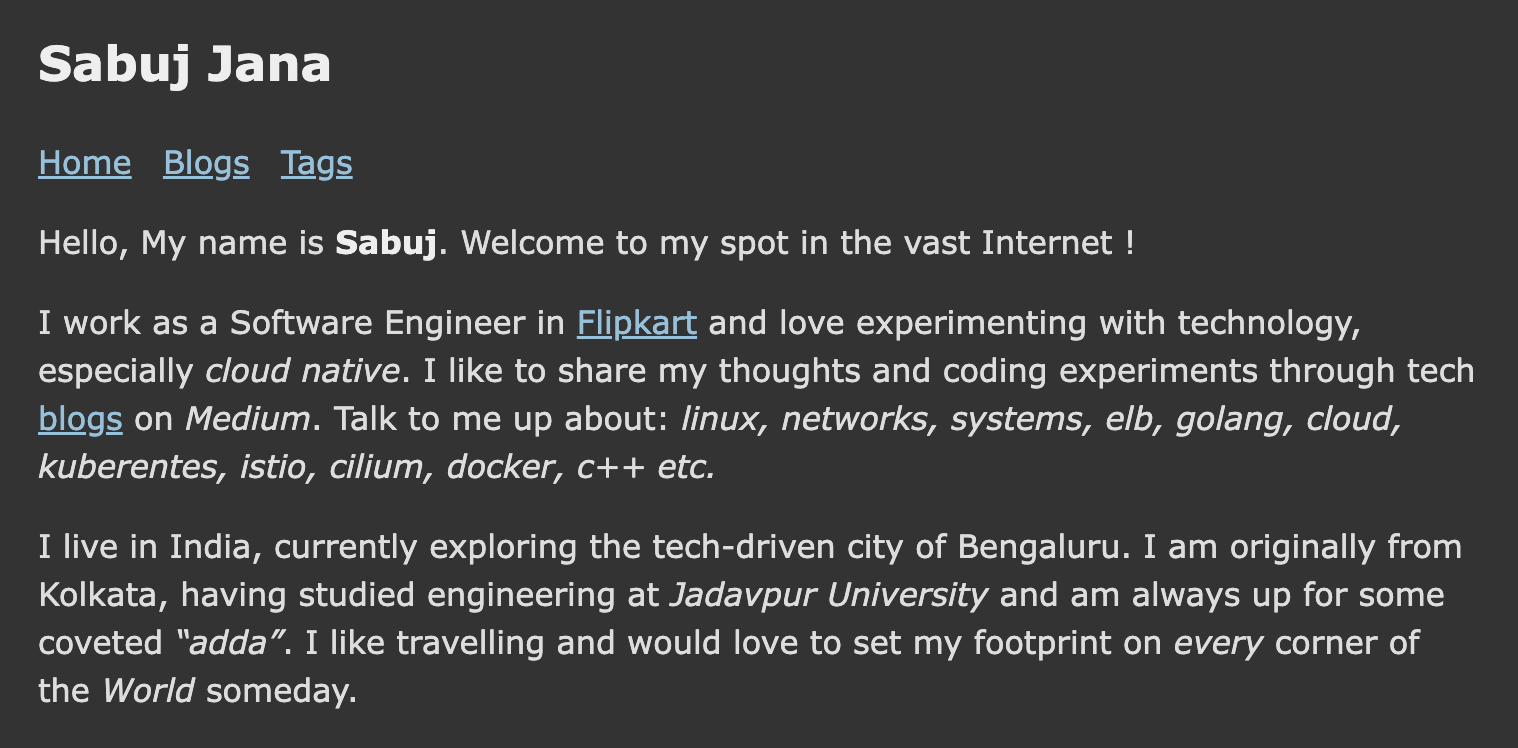 Sabuj Jana
Home Blogs Tags
Hello, My name is Sabuj. Welcome to my spot in the vast Internet !
I work as a Software Engineer in Flipkart and love experimenting with technology,
especially cloud native. I like to share my thoughts and coding experiments through tech
blogs on Medium. Talk to me up about: linux, networks, systems, elb, golang, cloud,
kuberentes, istio, cilium, docker, c++ etc.
I live in India, currently exploring the tech-driven city of Bengaluru. I am originally from
Kolkata, having studied engineering at Jadavpur University and am always up for some
coveted “adda”. I like travelling and would love to set my footprint on every corner of
the World someday.